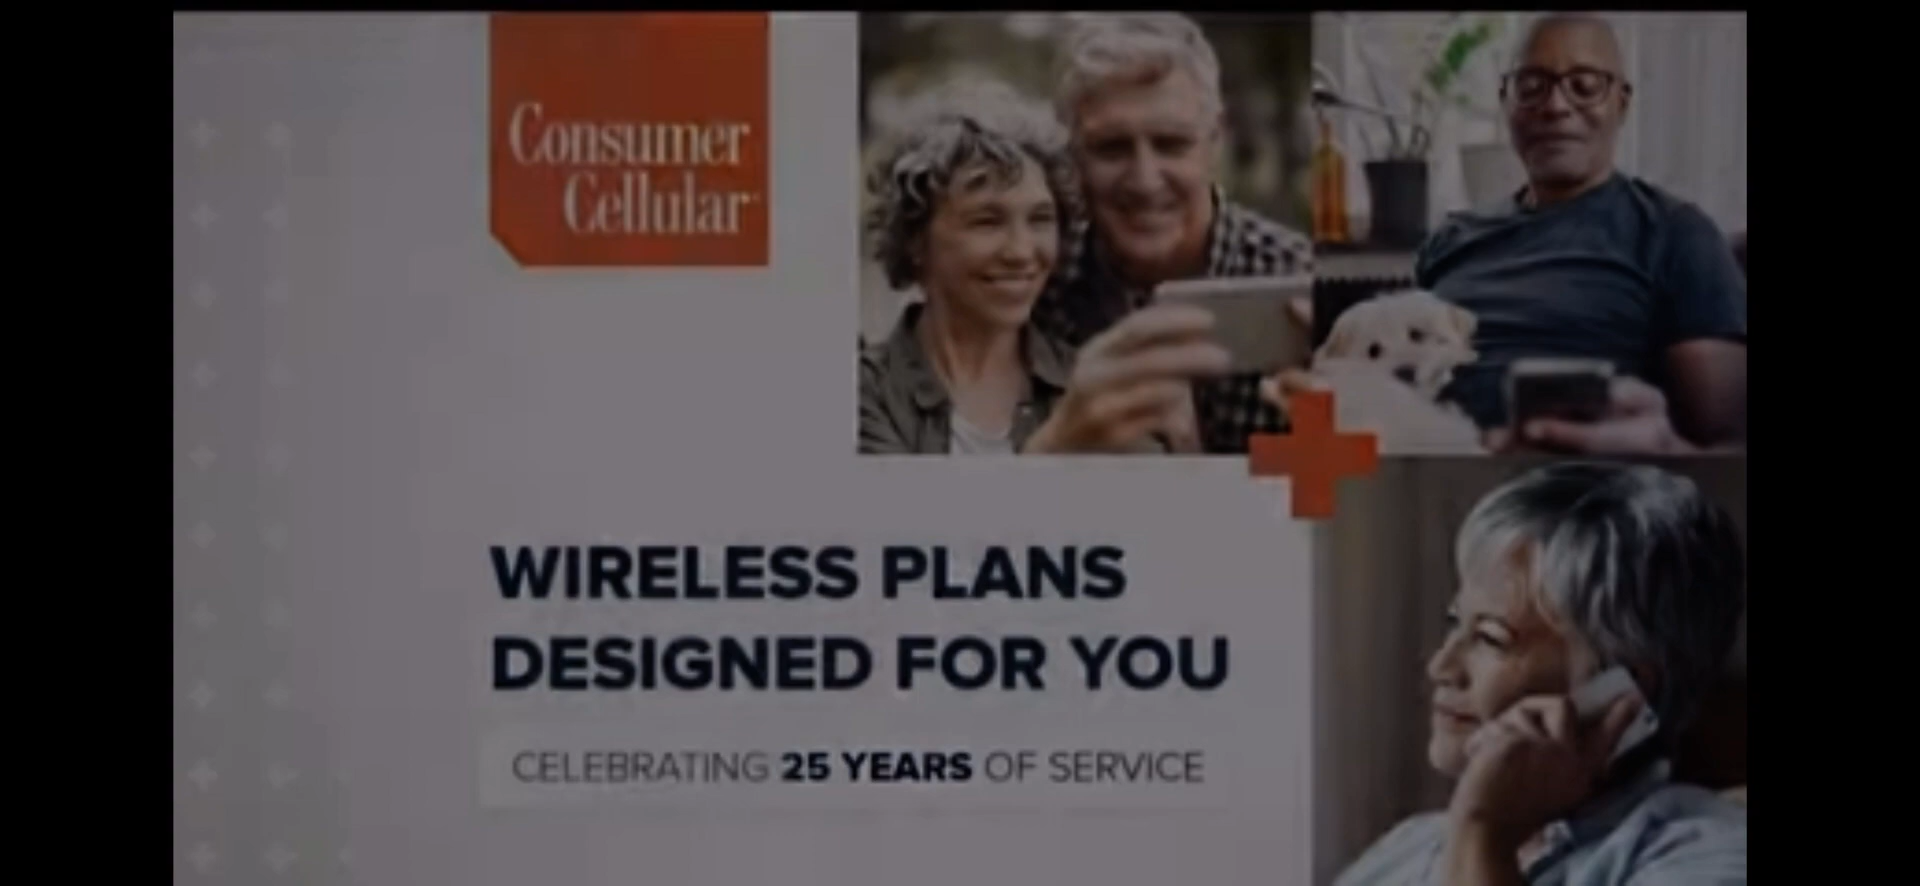 Consumer
Cellular
WIRELESS PLANS
DESIGNED FOR YOU
CELEBRATING 25 YEARS OF SERVICE